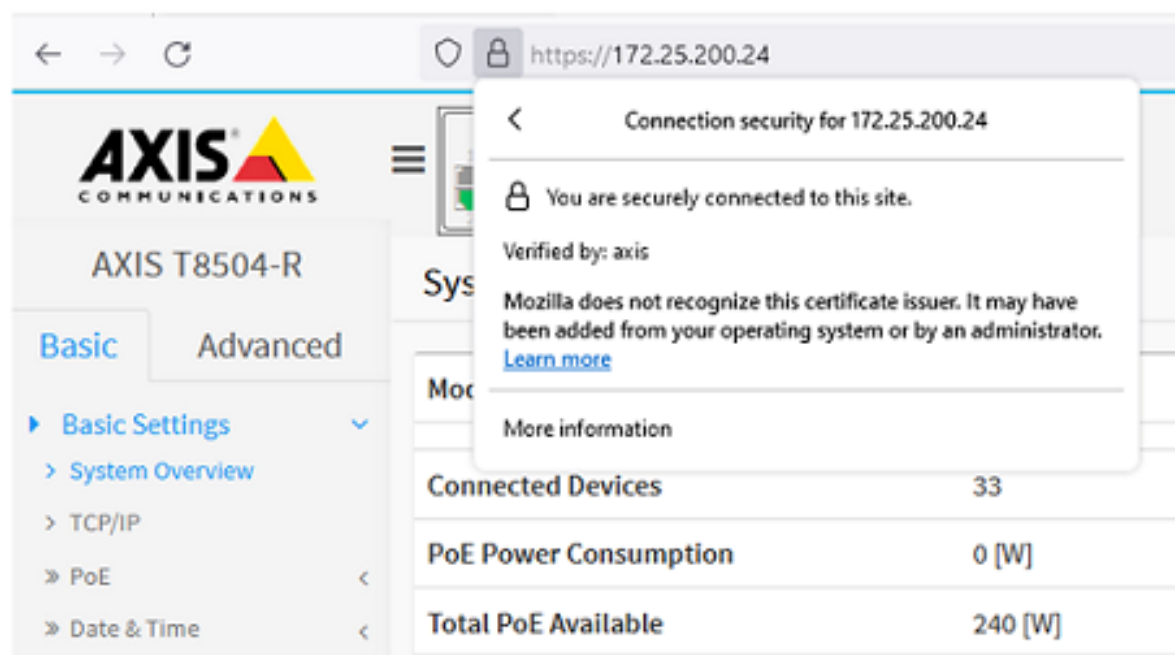 https://172.25.200.24
AXIS
COMMUNICATIONS
AXIS T8504-R
Basic
Advanced
Basic Settings
System Overview
TCP/IP
PoE
Date & Time
Connection security for 172.25.200.24
You are securely connected to this site.
Verified by: axis
Mozilla does not recognize this certificate issuer. It may have
been added from your operating system or by an administrator.
Learn more
More information
Sys
Connected Devices 33
PoE Power Consumption 0 [W]
Total PoE Available 240 [W]